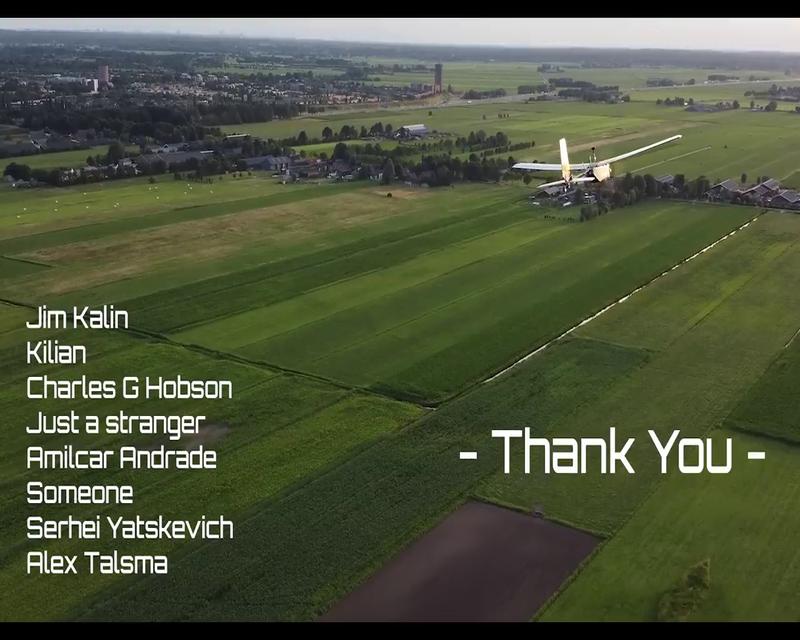 Jim Kalin
Kilian
Charles G Hobson
Just a stranger
Amilcar Andrade
Someone
Serhei Yatskevich
Alex Talsma
- Thank You -